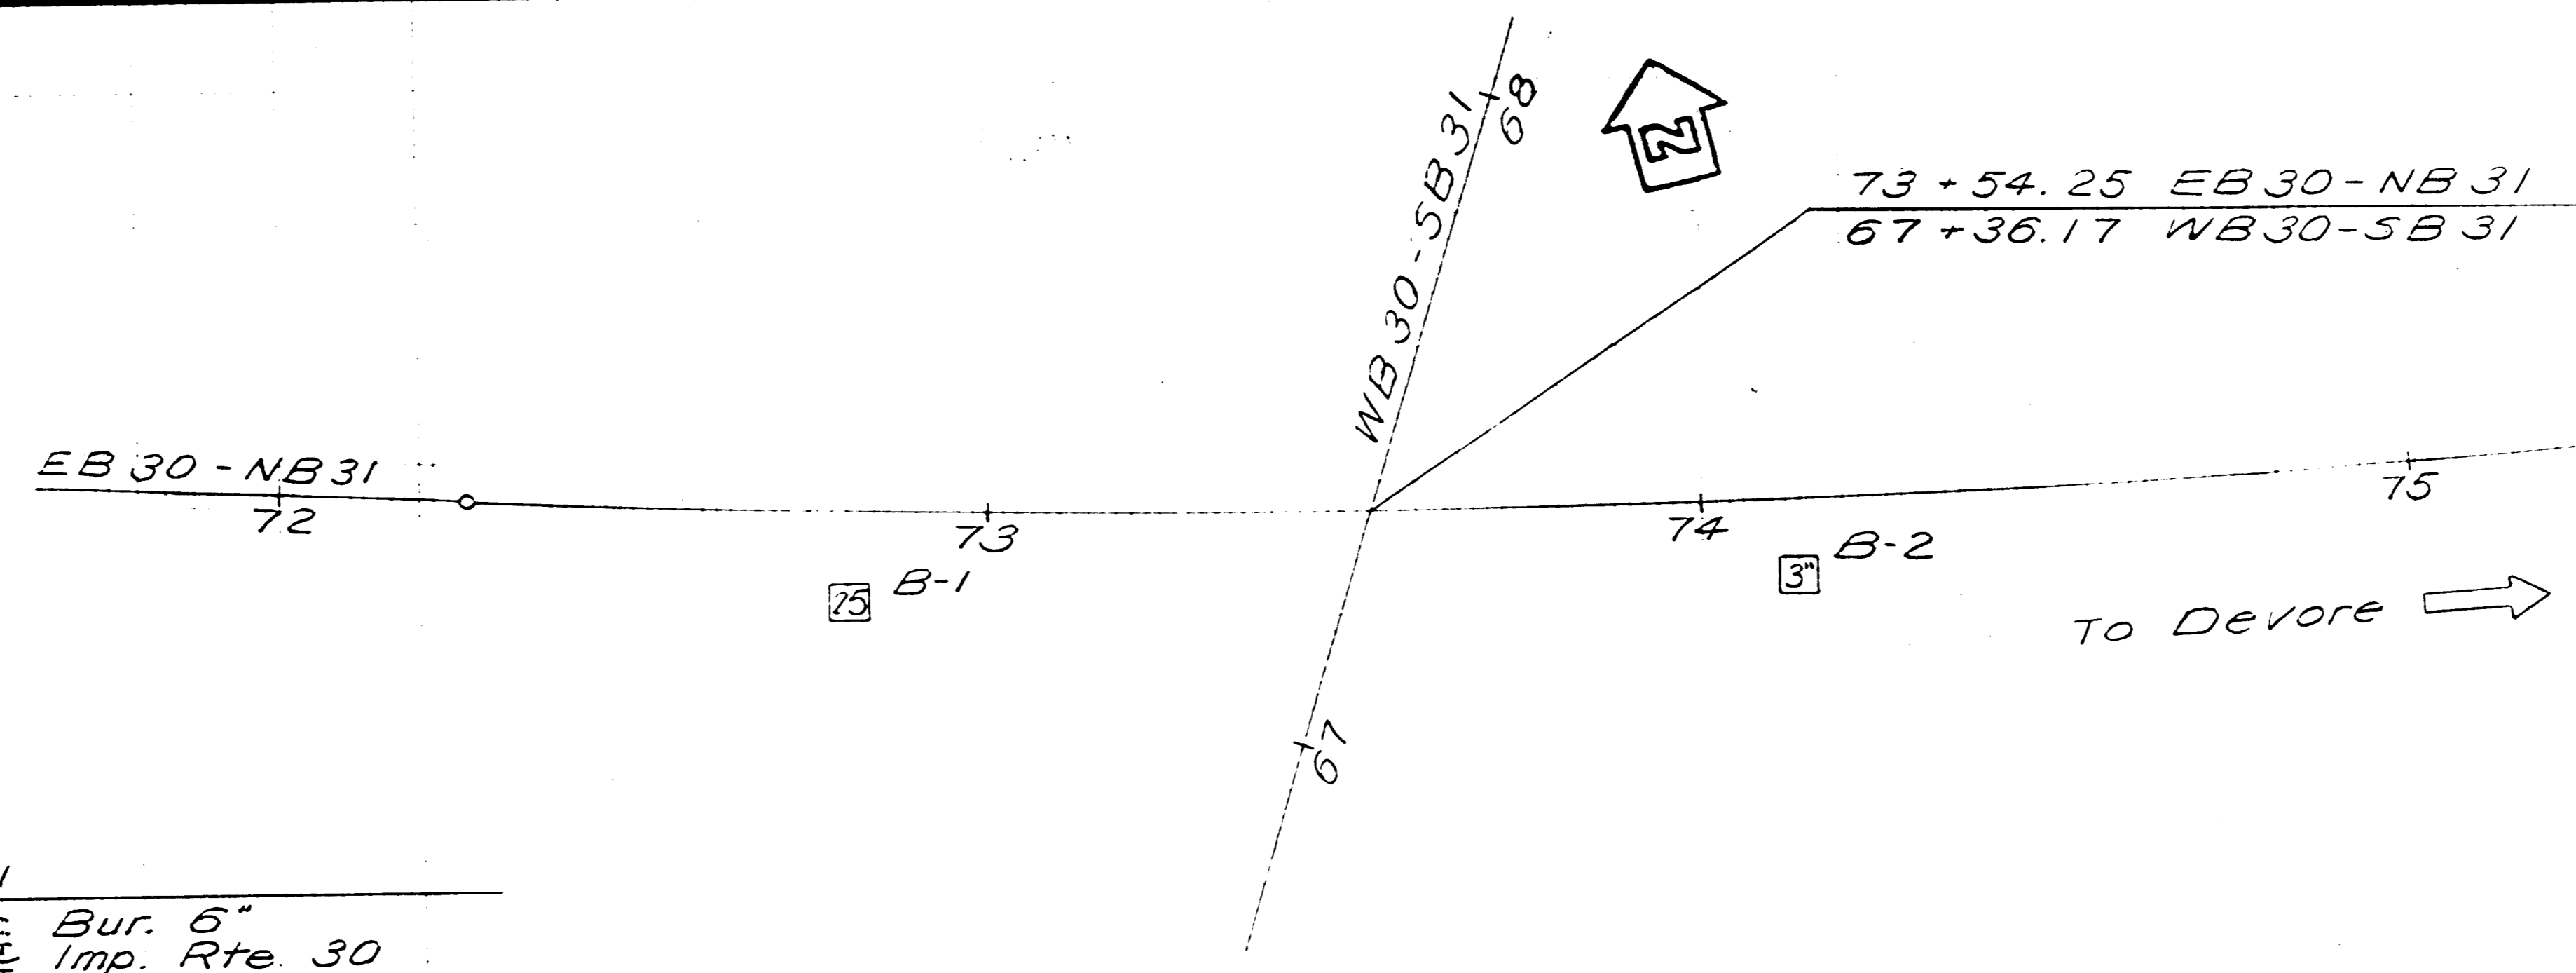 68
N
WB 30-SB 31
73 + 54.25 EB 30 - NB 31
67 + 36.17 WB 30 - SB 31
EB 30 - NB 31
72
73
74
75
B-1
3"
B-2
To Devore
67
Bur. 6"
Imp. Rte. 30